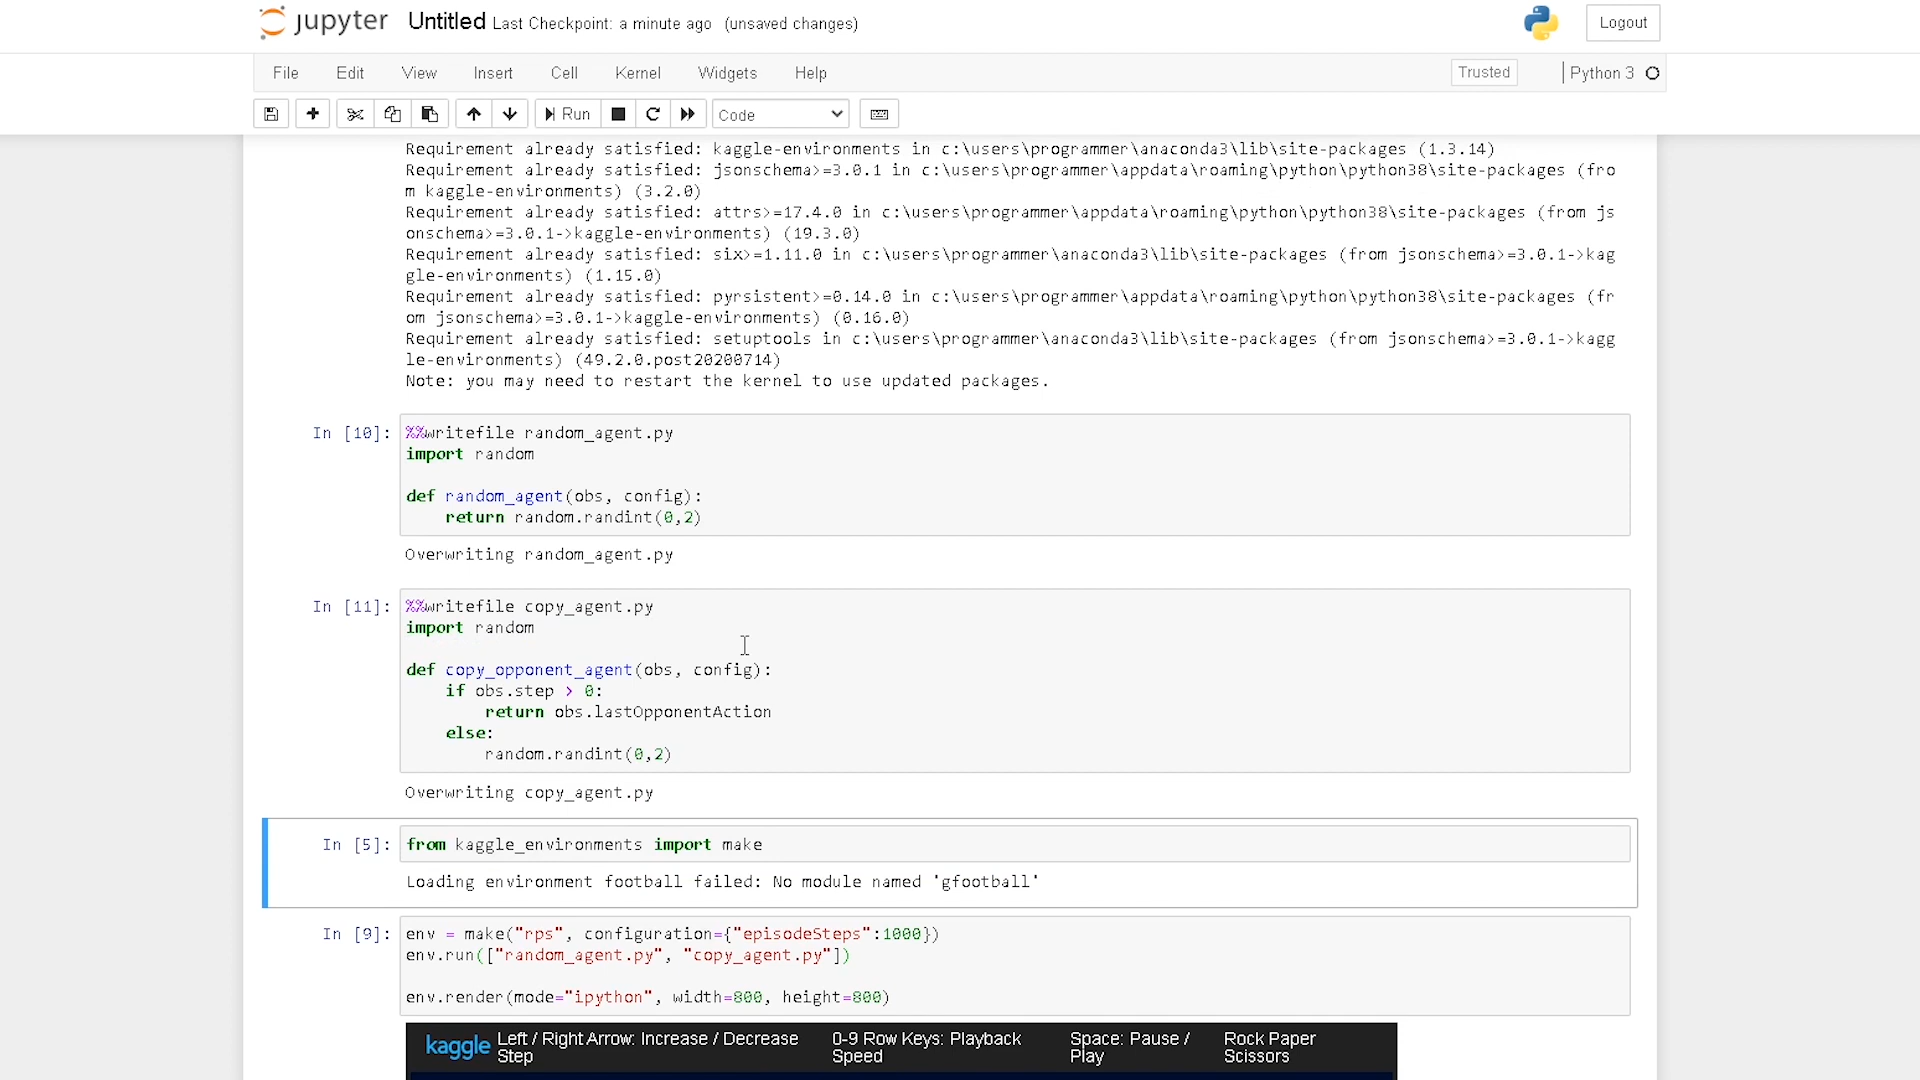 jupyter Untitled Last Checkpoint: a minute ago (unsaved changes) Logout
File Edit View Insert Cell Kernel Widgets Help Trusted Python 3
Run Code
Requirement already satisfied: kaggle-environments in c:\users\programmer\anaconda3\lib\site-packages (1.3.14)
Requirement already satisfied: jsonschema>=3.0.1 in c:\users\programmer\appdata\roaming\python\python38\site-packages (fro
m kaggle-environments) (3.2.0)
Requirement already satisfied: attrs>=17.4.0 in c:\users\programmer\appdata\roaming\python\python38\site-packages (from js
onschema>=3.0.1->kaggle-environments) (19.3.0)
Requirement already satisfied: six>=1.11.0 in c:\users\programmer\anaconda3\lib\site-packages (from jsonschema>=3.0.1->kag
gle-environments) (1.15.0)
Requirement already satisfied: pyrsistent>=0.14.0 in c:\users\programmer\appdata\roaming\python\python38\site-packages (fr
om jsonschema>=3.0.1->kaggle-environments) (0.16.0)
Requirement already satisfied: setuptools in c:\users\programmer\anaconda3\lib\site-packages (from jsonschema>=3.0.1->kagg
le-environments) (49.2.0.post20200714)
Note: you may need to restart the kernel to use updated packages.
In [10]: %%writefile random_agent.py
import random
def random_agent(obs, config):
    return random.randint(0,2)
Overwriting random_agent.py
In [11]: %%writefile copy_agent.py
import random
def copy_opponent_agent(obs, config):
    if obs.step > 0:
        return obs.lastOpponentAction
    else:
        random.randint(0,2)
Overwriting copy_agent.py
In [5]: from kaggle_environments import make
Loading environment football failed: No module named 'gfootball'
In [9]: env = make("rps", configuration={"episodeSteps":1000})
env.run(["random_agent.py", "copy_agent.py"])
env.render(mode="ipython", width=800, height=800)
kaggle Left / Right Arrow: Increase / Decrease 0-9 Row Keys: Playback Space: Pause / Rock Paper
Step Speed Play Scissors